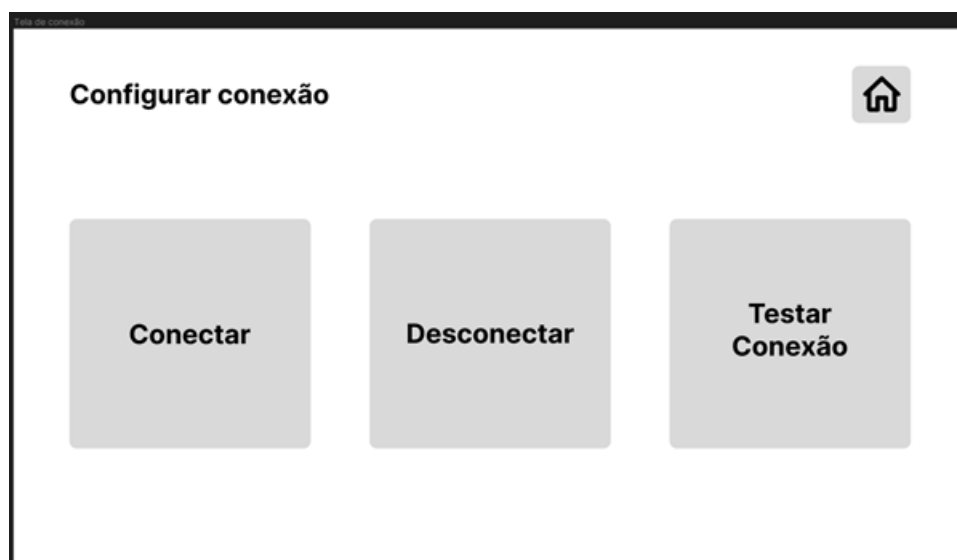 Tela de conexão
Configurar conexão
Conectar
Desconectar
Testar
Conexão